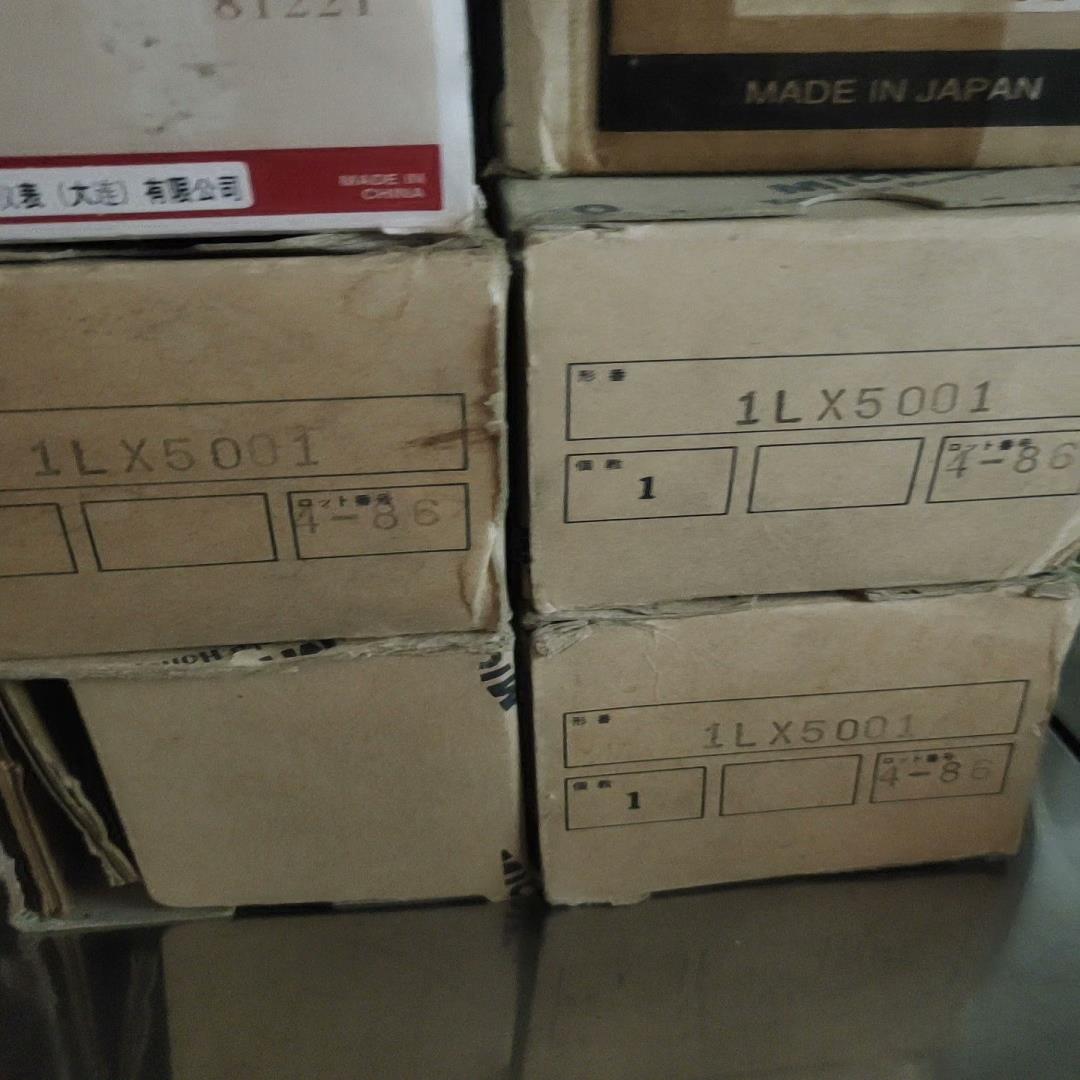 81221
仪表（大连）有限公司
MADE IN
CHINA
MADE IN JAPAN
1LX5001
ロット番号
4-86
形番
1LX5001
個数
1
ロット番号
4-86
形番
1LX5001
個数
1
ロット番号
4-86